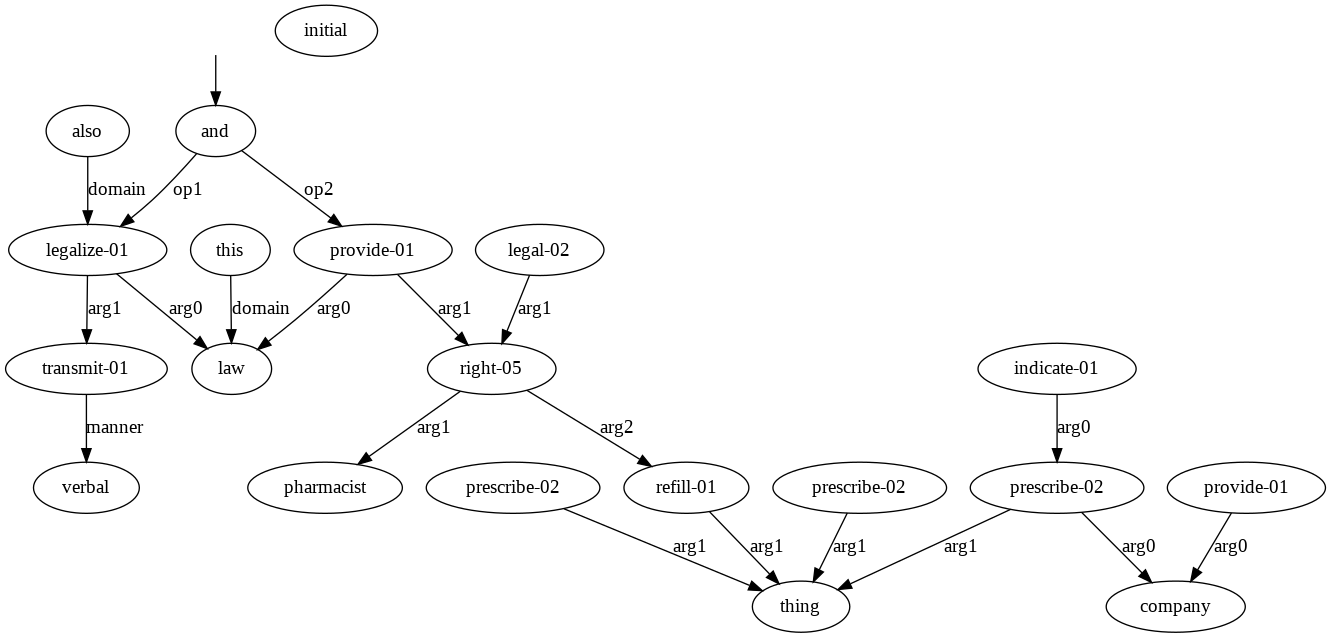 initial
also
and
domain
op1
op2
legalize-01
this
provide-01
legal-02
arg1
arg0
domain
arg0
arg1
arg1
transmit-01
law
right-05
indicate-01
manner
arg1
arg2
arg0
verbal
pharmacist
prescribe-02
refill-01
prescribe-02
prescribe-02
provide-01
arg1
arg1
arg1
arg1
arg0
arg0
thing
company